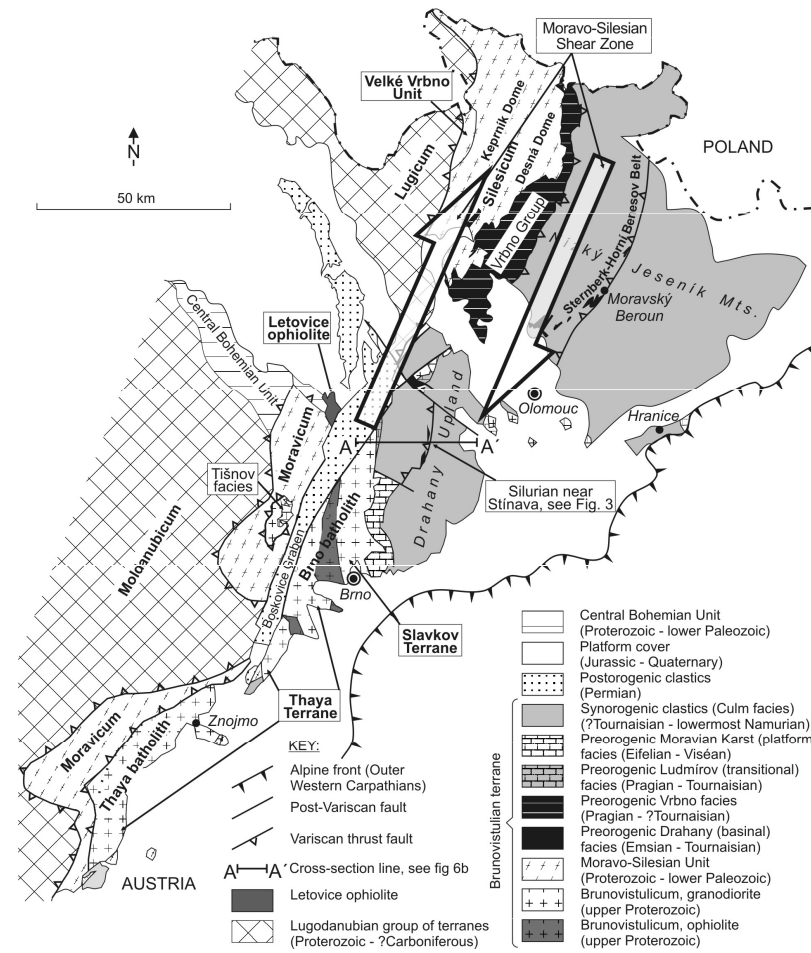 Moravo-Silesian
Shear Zone
Velké Vrbno
Unit
Keprník Dome
Silesicum
Desná Dome
POLAND
N
50 km
Lugicum
Vrbno Group
Sternberk-Horní Beresov Belt
Nízký Jeseník Mts.
Moravský
Beroun
Central Bohemian Unit
Letovice
ophiolite
Olomouc
Hranice
Moravicum
A
A´
Drahany Upland
Tišnov
facies
Silurian near
Stínava, see Fig. 3
Moldanubicum
Boskovice Graben
Brno batholith
Brno
Slavkov
Terrane
Thaya
Terrane
Znojmo
Moravicum
Thaya batholith
AUSTRIA
KEY:
Alpine front (Outer
Western Carpathians)
Post-Variscan fault
Variscan thrust fault
A A´ Cross-section line, see fig 6b
Letovice ophiolite
Lugodanubian group of terranes
(Proterozoic - ?Carboniferous)
Central Bohemian Unit
(Proterozoic - lower Paleozoic)
Platform cover
(Jurassic - Quaternary)
Postorogenic clastics
(Permian)
Brunovistulian terrane
Synorogenic clastics (Culm facies)
(?Tournaisian - lowermost Namurian)
Preorogenic Moravian Karst (platform
facies (Eifelian - Viséan)
Preorogenic Ludmírov (transitional)
facies (Pragian - Tournaisian)
Preorogenic Vrbno facies
(Pragian - ?Tournaisian)
Preorogenic Drahany (basinal)
facies (Emsian - Tournaisian)
Moravo-Silesian Unit
(Proterozoic - lower Paleozoic)
Brunovistulicum, granodiorite
(upper Proterozoic)
Brunovistulicum, ophiolite
(upper Proterozoic)